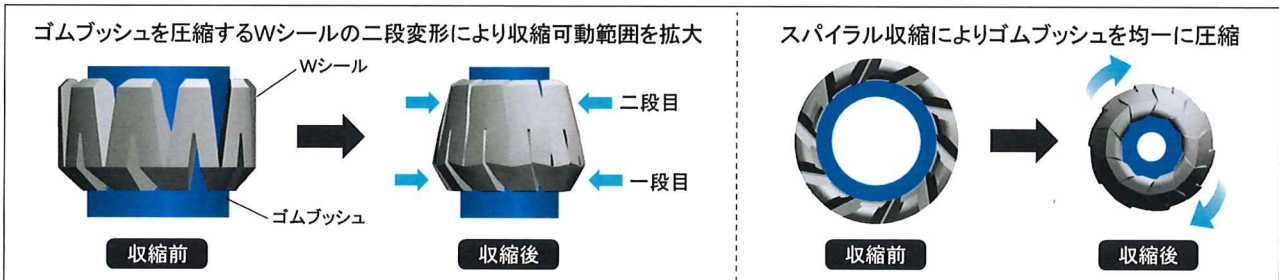 ゴムブッシュを圧縮するWシールの二段変形により収縮可動範囲を拡大
Wシール
二段目
一段目
ゴムブッシュ
収縮前
収縮後
スパイラル収縮によりゴムブッシュを均一に圧縮
収縮前
収縮後